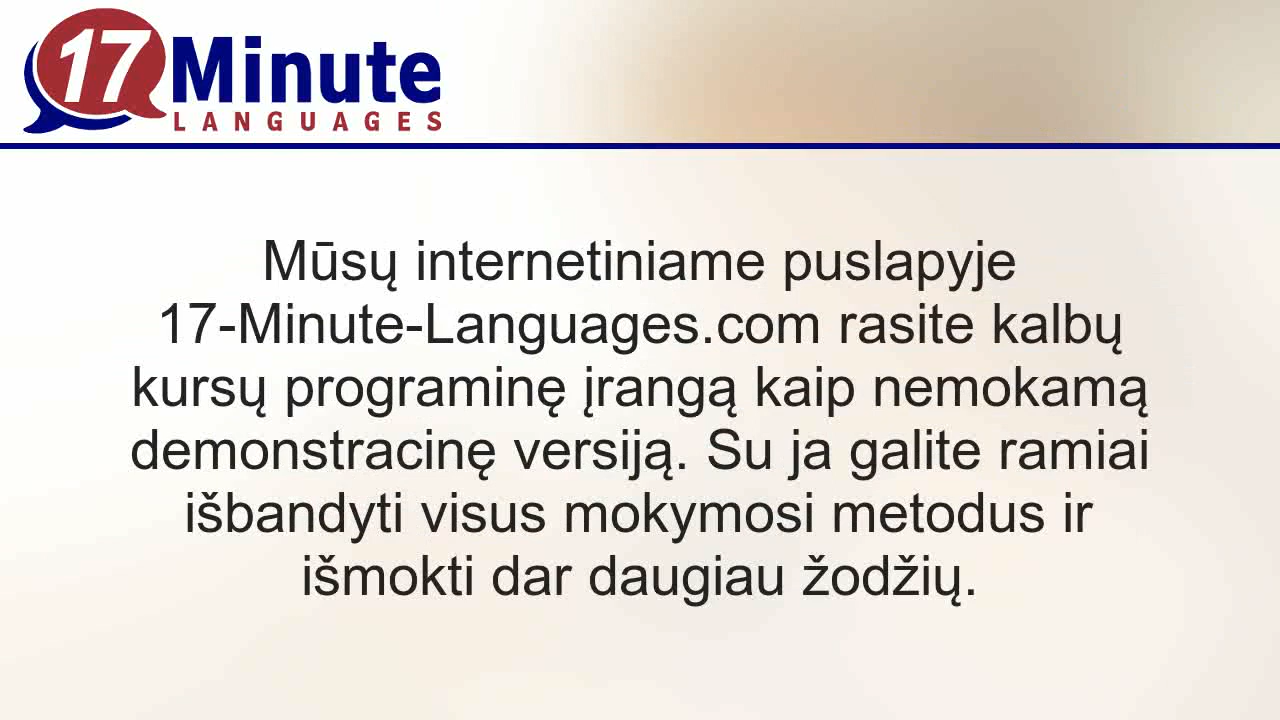 17 Minute
LANGUAGES
Mūsų internetiniame puslapyje
17-Minute-Languages.com rasite kalbų
kursų programinę įrangą kaip nemokamą
demonstracinę versiją. Su ja galite ramiai
išbandyti visus mokymosi metodus ir
išmokti dar daugiau žodžių.